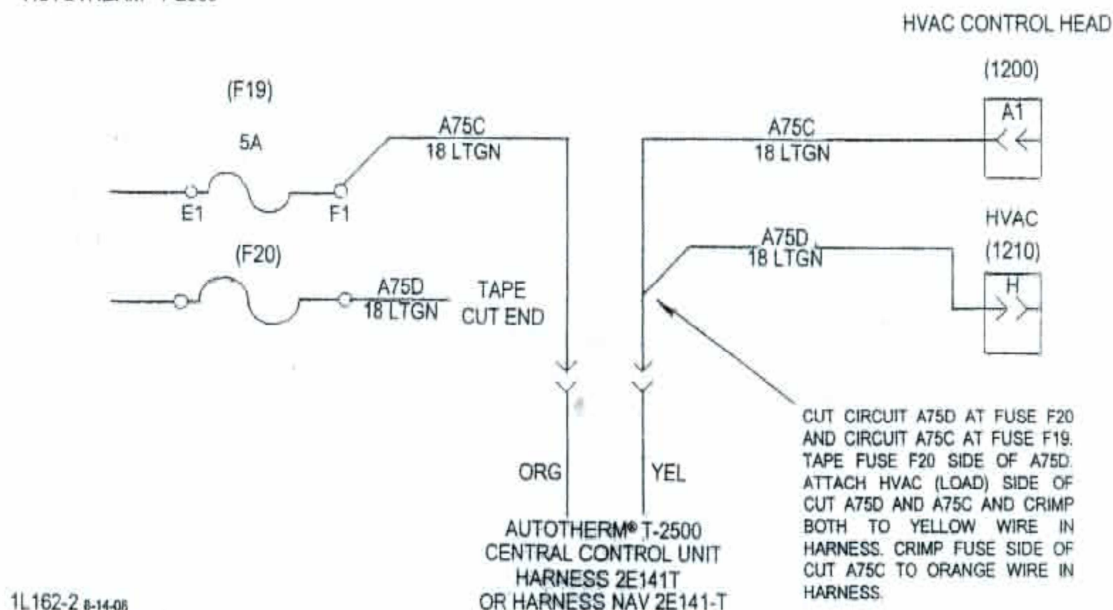 HVAC CONTROL HEAD
(1200)
A1
(F19)
5A
A75C
18 LTGN
A75C
18 LTGN
E1
F1
HVAC
(1210)
H
A75D
18 LTGN
(F20)
A75D
18 LTGN
TAPE
CUT END
CUT CIRCUIT A75D AT FUSE F20
AND CIRCUIT A75C AT FUSE F19.
TAPE FUSE F20 SIDE OF A75D.
ATTACH HVAC (LOAD) SIDE OF
CUT A75D AND A75C AND CRIMP
BOTH TO YELLOW WIRE IN
HARNESS. CRIMP FUSE SIDE OF
CUT A75C TO ORANGE WIRE IN
HARNESS.
ORG
YEL
AUTOTHERM® T-2500
CENTRAL CONTROL UNIT
HARNESS 2E141T
OR HARNESS NAV 2E141-T
1L162-2 8-14-06